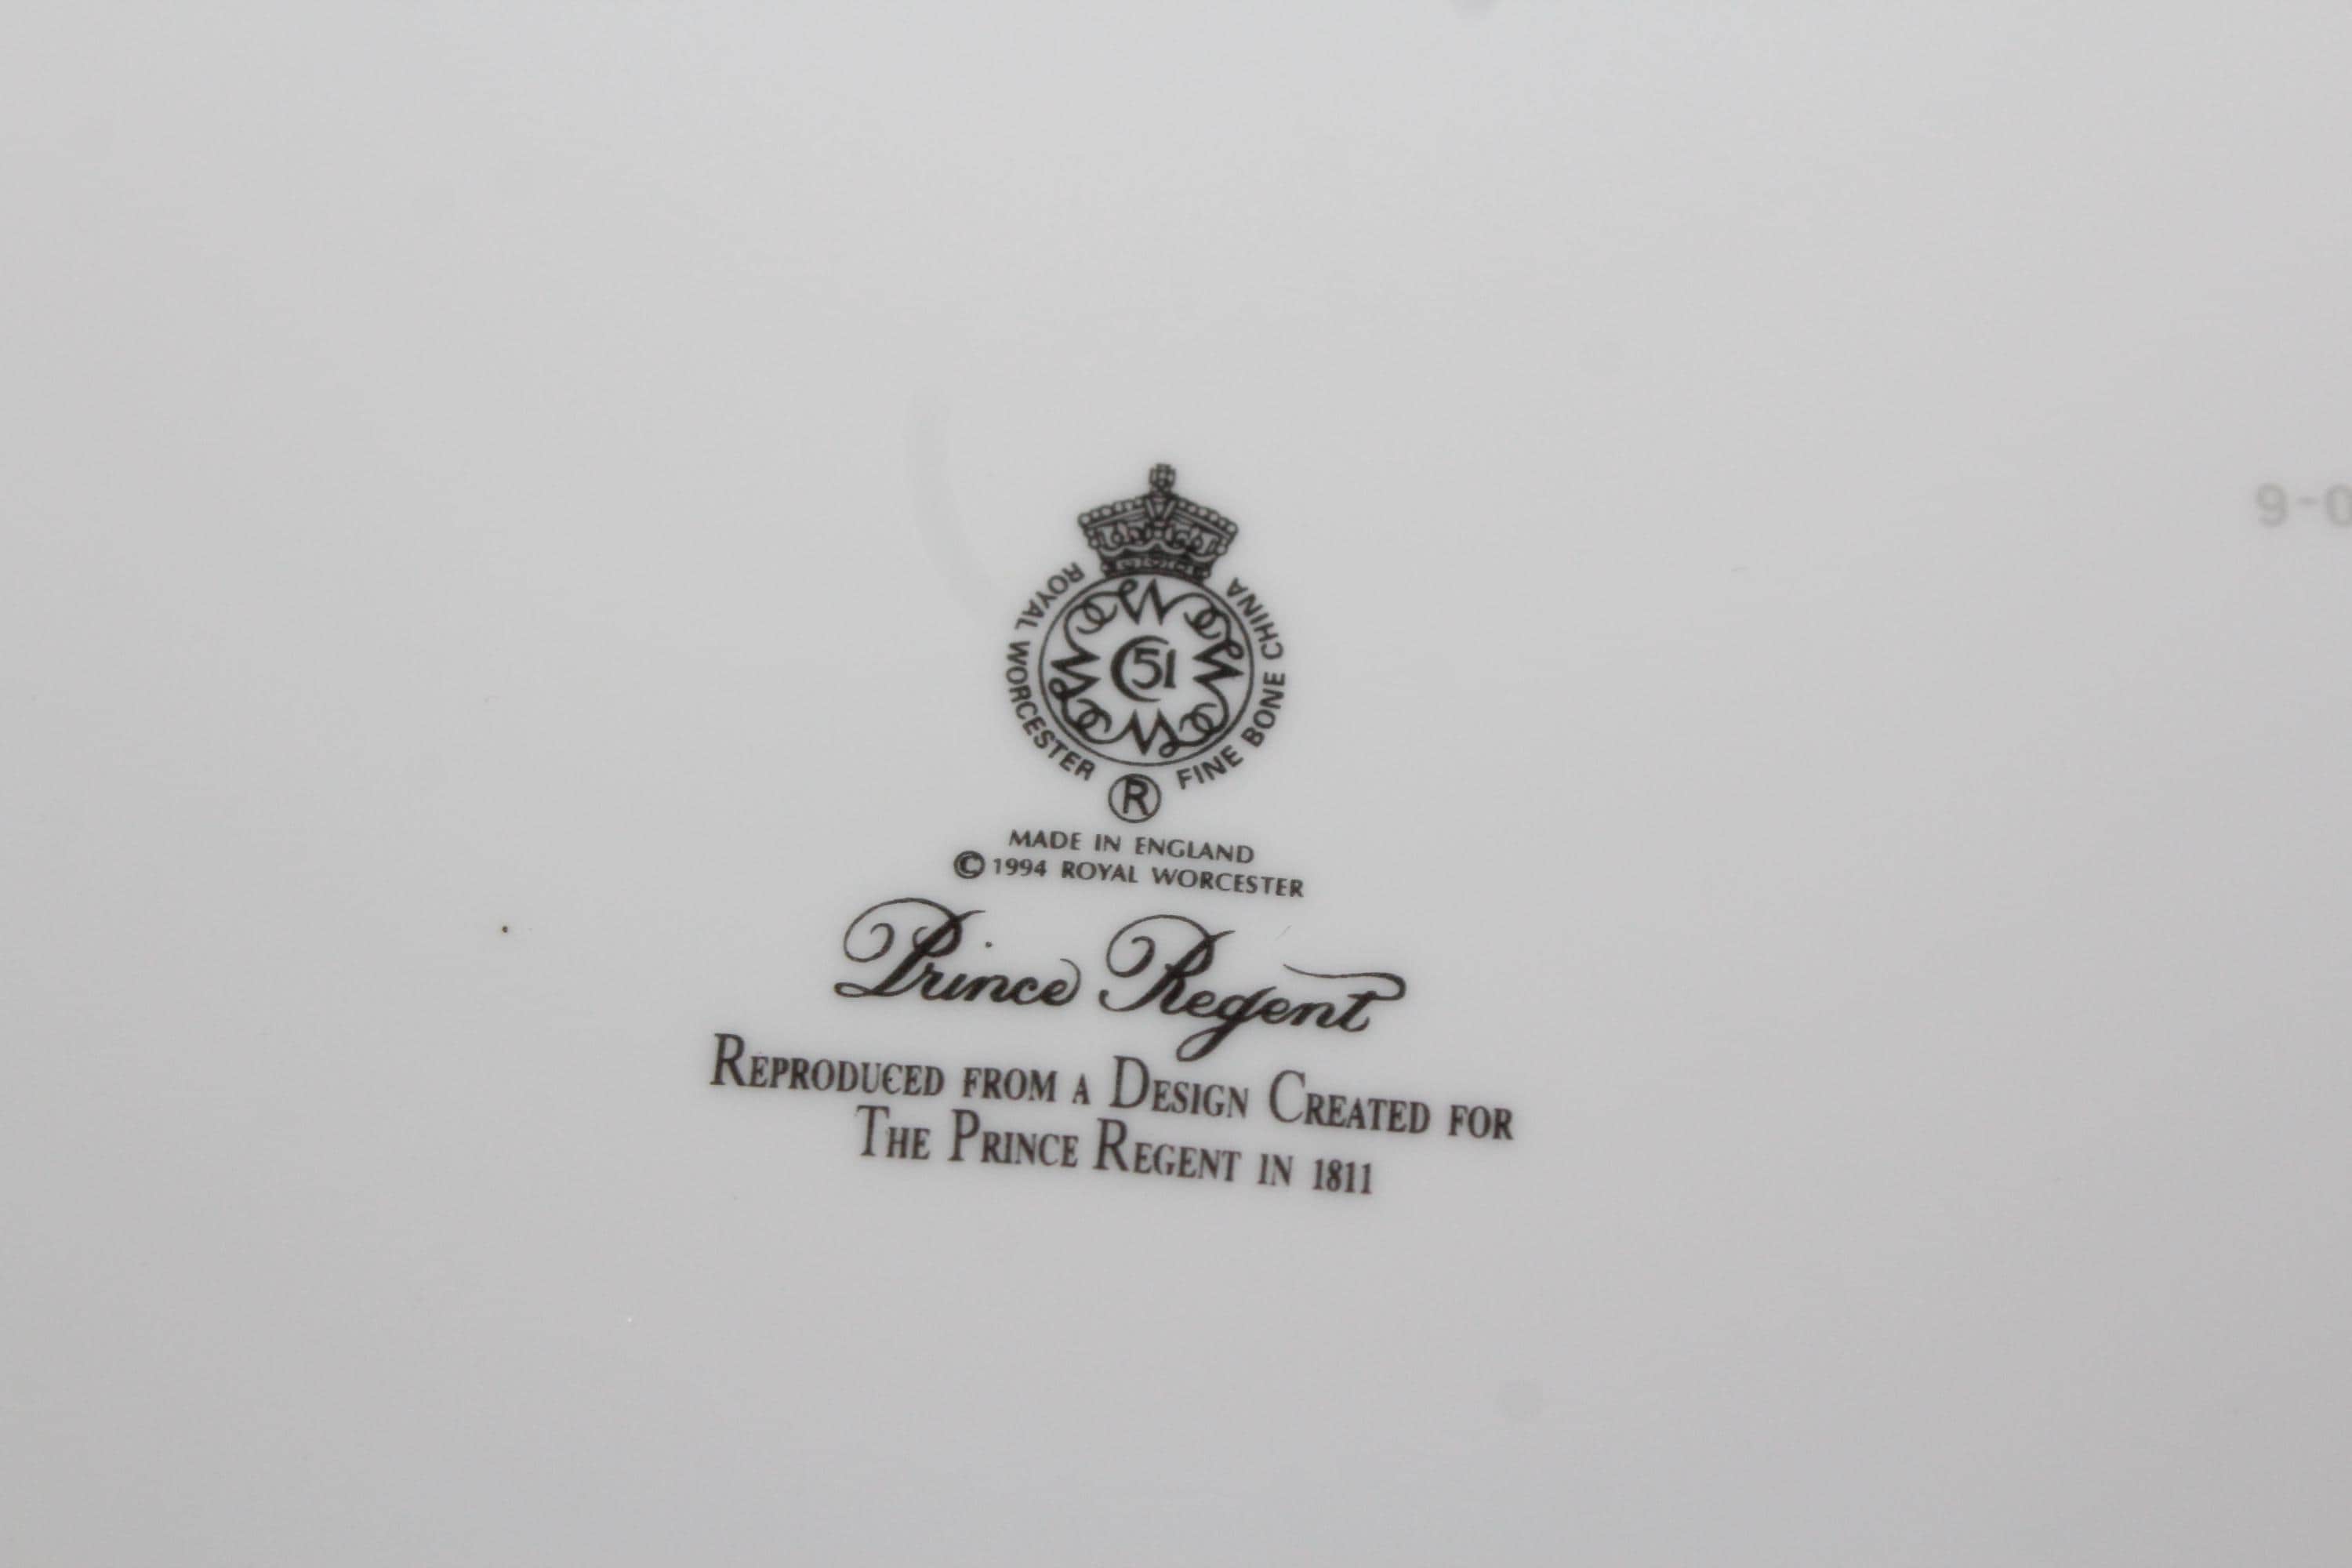 ROYAL WORCESTER FINE BONE CHINA
51
®
MADE IN ENGLAND
© 1994 ROYAL WORCESTER
Prince Regent
REPRODUCED FROM A DESIGN CREATED FOR
THE PRINCE REGENT IN 1811